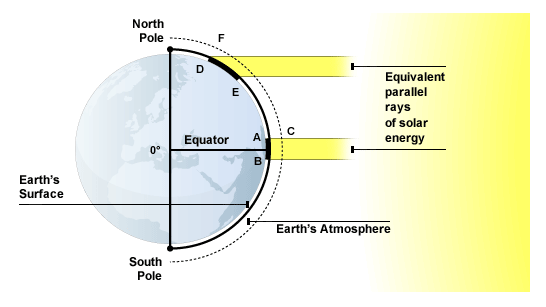 North
Pole
F
D
E
Equivalent
parallel
rays
of solar
energy
Equator
A
C
0°
B
Earth's
Surface
Earth's Atmosphere
South
Pole